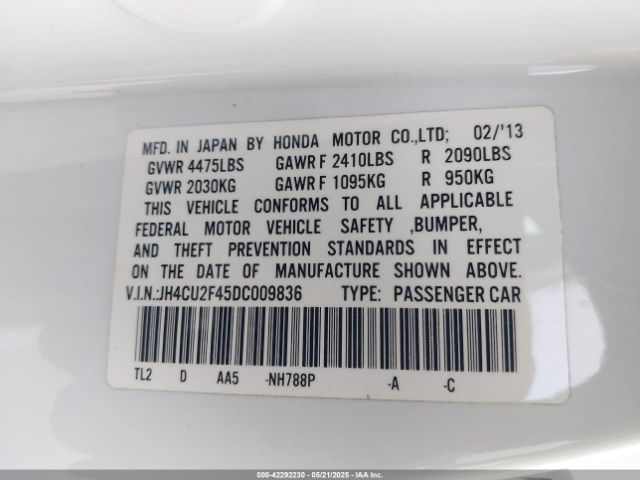 MFD. IN JAPAN BY HONDA MOTOR CO.,LTD; 02/'13
GVWR 4475LBS GAWR F 2410LBS R 2090LBS
GVWR 2030KG GAWR F 1095KG R 950KG
THIS VEHICLE CONFORMS TO ALL APPLICABLE
FEDERAL MOTOR VEHICLE SAFETY ,BUMPER,
AND THEFT PREVENTION STANDARDS IN EFFECT
ON THE DATE OF MANUFACTURE SHOWN ABOVE.
V.I.N.:JH4CU2F45DC009836 TYPE: PASSENGER CAR
TL2 D AA5 -NH788P -A -C
000-42292230 - 05/21/2025 - IAAI.COM